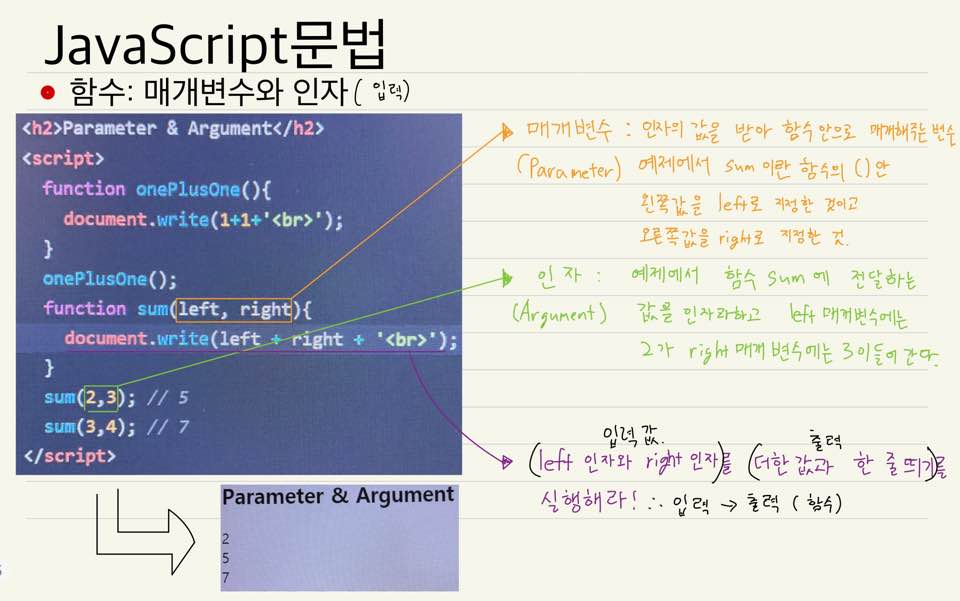 JavaScript문법
함수: 매개변수와 인자 (입력)
<h2>Parameter & Argument</h2>
<script>
function onePlusOne(){
document.write(1+1+'<br>');
}
onePlusOne();
function sum(left, right){
document.write(left + right + '<br>');
}
sum(2,3); // 5
sum(3,4); // 7
</script>
Parameter & Argument
2
5
7
매개변수 : 인자의 값을 받아 함수 안으로 매개해주는 변수
(Parameter) 예제에서 sum 이란 함수의 ( ) 안
왼쪽값을 left로 지정한 것이고
오른쪽값을 right로 지정한 것.
인자 : 예제에서 함수 sum에 전달하는
(Argument) 값을 인자라하고 left 매개변수에는
2가 right 매개변수에는 3이 들어간다.
입력값. 출력
(left 인자와 right 인자)를 (더한 값과 한 줄 띄기)를
실행해라! ∴ 입력 → 출력 (함수)